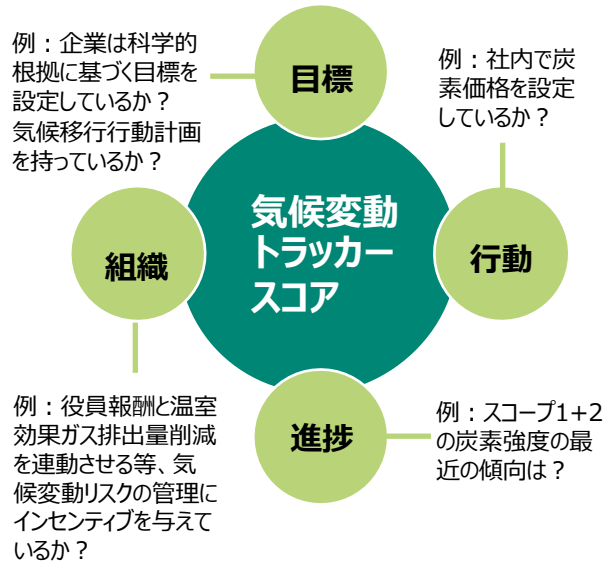 例：企業は科学的
根拠に基づく目標を
設定しているか？
気候移行行動計画
を持っているか？
目標
例：社内で炭
素価格を設定
しているか？
気候変動
トラッカー
スコア
組織
行動
例：役員報酬と温室
効果ガス排出量削減
を連動させる等、気
候変動リスクの管理に
インセンティブを与えて
いるか？
進捗
例：スコープ1+2
の炭素強度の最
近の傾向は？